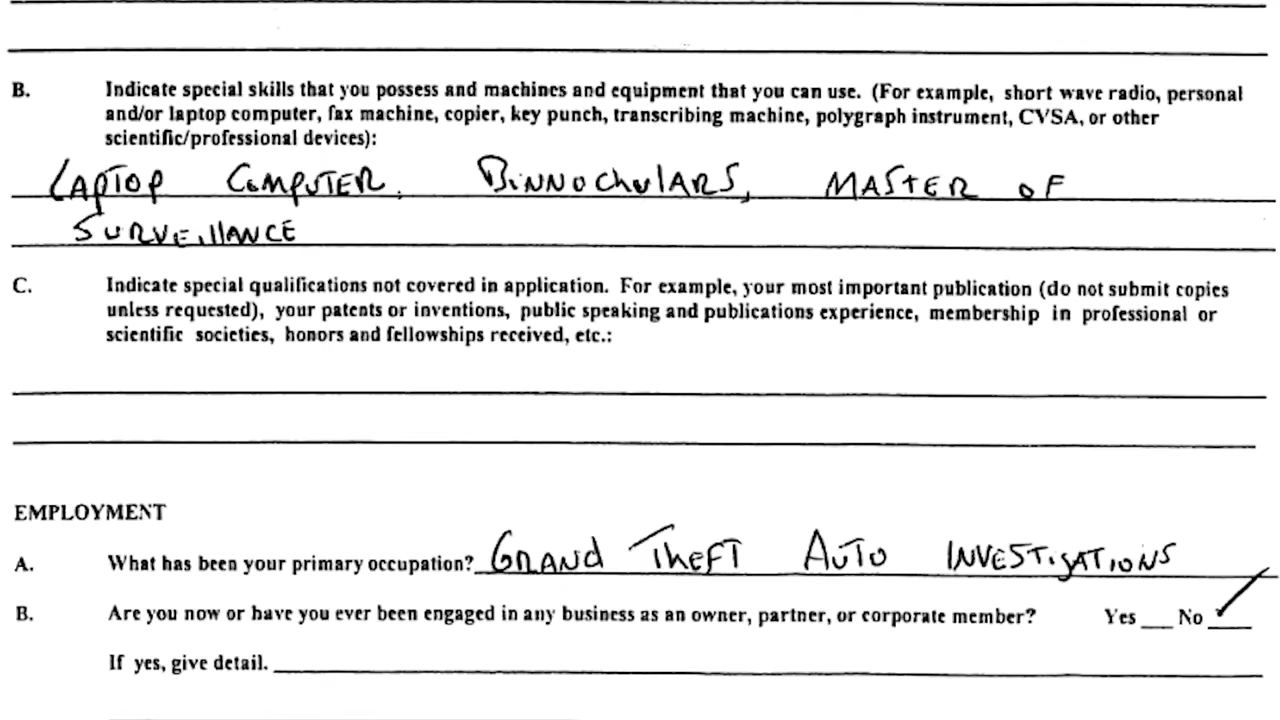 B. Indicate special skills that you possess and machines and equipment that you can use. (For example, short wave radio, personal
and/or laptop computer, fax machine, copier, key punch, transcribing machine, polygraph instrument, CVSA, or other
scientific/professional devices):
LAPTOP COMPUTER, BINNOCHULARS, MASTER OF
SURVEILLANCE
C. Indicate special qualifications not covered in application. For example, your most important publication (do not submit copies
unless requested), your patents or inventions, public speaking and publications experience, membership in professional or
scientific societies, honors and fellowships received, etc.:
EMPLOYMENT
A. What has been your primary occupation? GRAND THEFT AUTO INVESTIGATIONS
B. Are you now or have you ever been engaged in any business as an owner, partner, or corporate member? Yes ___ No ✓
If yes, give detail.